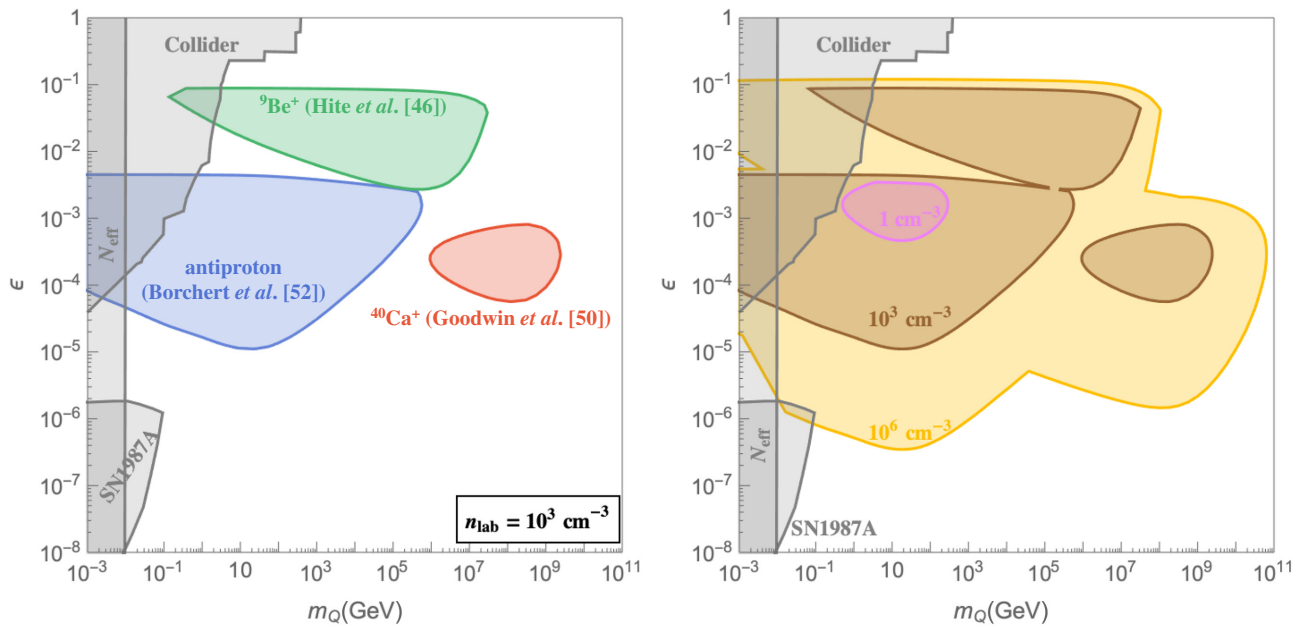 1
10⁻¹
10⁻²
10⁻³
10⁻⁴
10⁻⁵
10⁻⁶
10⁻⁷
10⁻⁸
ϵ
Collider
⁹Be⁺ (Hite et al. [46])
N_eff
antiproton
(Borchert et al. [52])
⁴⁰Ca⁺ (Goodwin et al. [50])
SN1987A
n_lab = 10³ cm⁻³
10⁻³ 10⁻¹ 10 10³ 10⁵ 10⁷ 10⁹ 10¹¹
m_Q(GeV)
1
10⁻¹
10⁻²
10⁻³
10⁻⁴
10⁻⁵
10⁻⁶
10⁻⁷
10⁻⁸
ϵ
Collider
1 cm⁻³
10³ cm⁻³
10⁶ cm⁻³
N_eff
SN1987A
10⁻³ 10⁻¹ 10 10³ 10⁵ 10⁷ 10⁹ 10¹¹
m_Q(GeV)